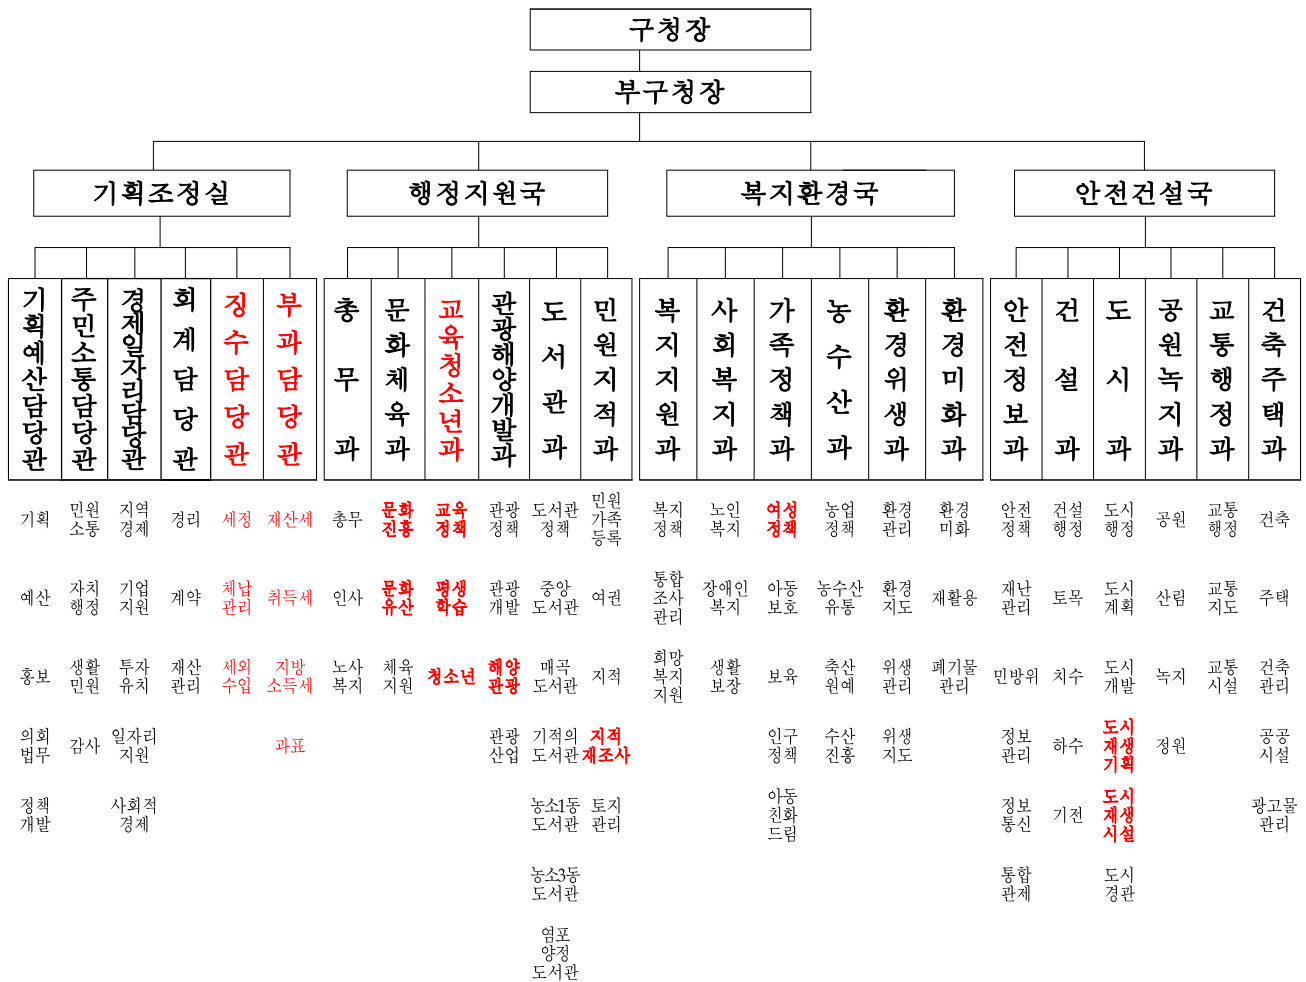 구청장
부구청장
기획조정실
행정지원국
복지환경국
안전건설국
기획예산담당관
주민소통담당관
경제일자리담당관
회계담당관
징수담당관
부과담당관
총무과
문화체육과
교육청소년과
관광해양개발과
도서관과
민원지적과
복지지원과
사회복지과
가족정책과
농수산과
환경위생과
환경미화과
안전정보과
건설과
도시과
공원녹지과
교통행정과
건축주택과
기획
예산
홍보
의회
법무
정책
개발
민원
소통
자치
행정
생활
민원
감사
지역
경제
기업
지원
투자
유치
일자리
지원
사회적
경제
경리
계약
재산
관리
세정
체납
관리
세외
수입
재산세
취득세
지방
소득세
과표
총무
인사
노사
복지
문화
진흥
문화
유산
체육
지원
교육
정책
평생
학습
청소년
관광
정책
관광
개발
해양
관광
관광
산업
도서관
정책
중앙
도서관
매곡
도서관
기적의
도서관
농소1동
도서관
농소3동
도서관
염포
양정
도서관
민원
가족
등록
여권
지적
지적
재조사
토지
관리
복지
정책
통합
조사
관리
희망
복지
지원
노인
복지
장애인
복지
생활
보장
여성
정책
아동
보호
보육
인구
정책
아동
친화
드림
농업
정책
농수산
유통
축산
원예
수산
진흥
환경
관리
환경
지도
위생
관리
위생
지도
환경
미화
재활용
폐기물
관리
안전
정책
재난
관리
민방위
정보
관리
정보
통신
통합
관제
건설
행정
토목
치수
하수
기전
도시
행정
도시
계획
도시
개발
도시
재생
기획
도시
재생
시설
도시
경관
공원
산림
녹지
정원
교통
행정
교통
지도
교통
시설
건축
주택
건축
관리
공공
시설
광고물
관리